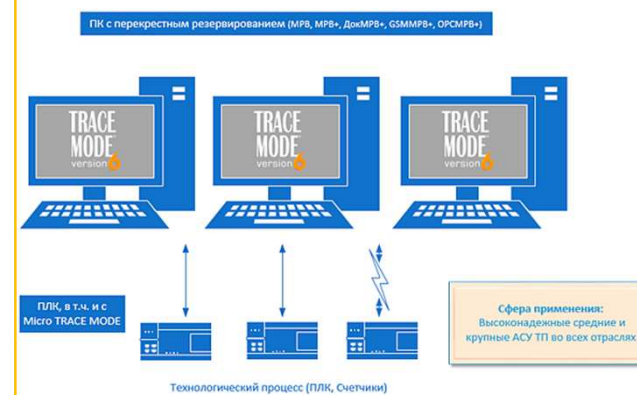 ПК с перекрестным резервированием (МРВ, МРВ+, ДокМРВ+, GSMМРВ+, ОРСМРВ+)
TRACE
MODE
version 6
TRACE
MODE
version 6
TRACE
MODE
version 6
ПЛК, в т.ч. и с
Micro TRACE MODE
Сфера применения:
Высоконадежные средние и
крупные АСУ ТП во всех отраслях
Технологический процесс (ПЛК, Счетчики)